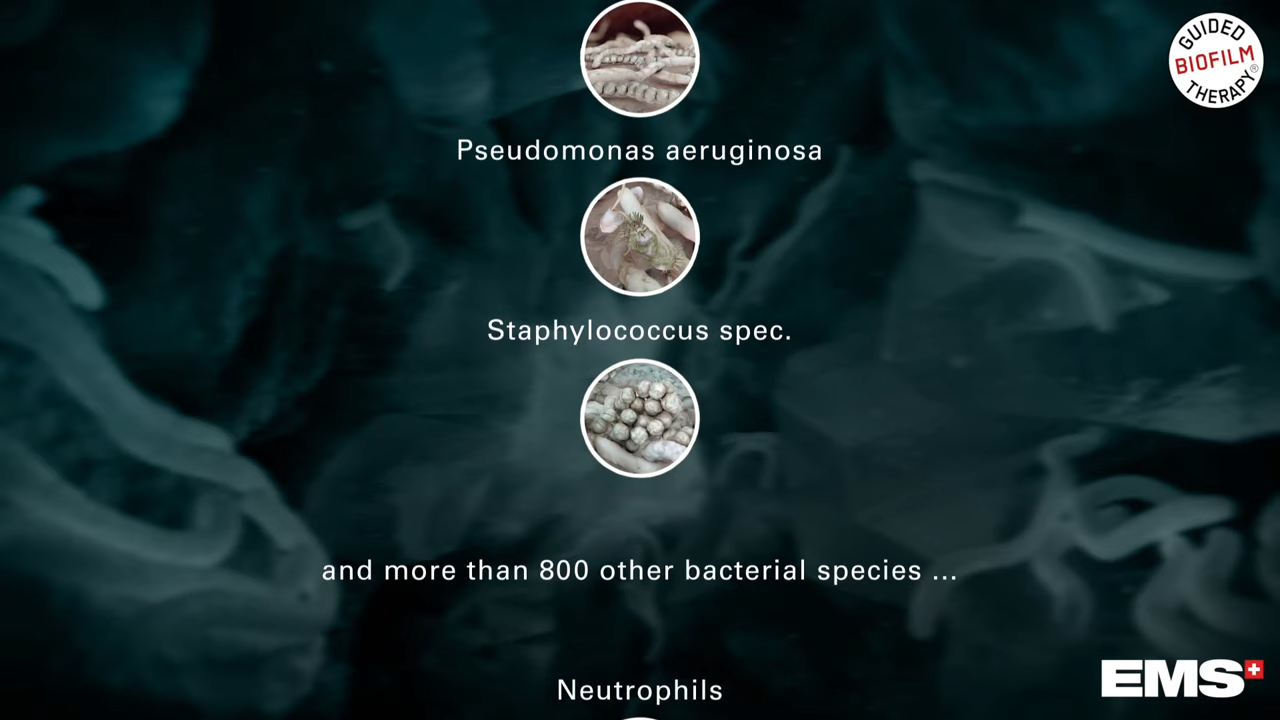 GUIDED
BIOFILM
THERAPY®
Pseudomonas aeruginosa
Staphylococcus spec.
and more than 800 other bacterial species ...
Neutrophils
EMS